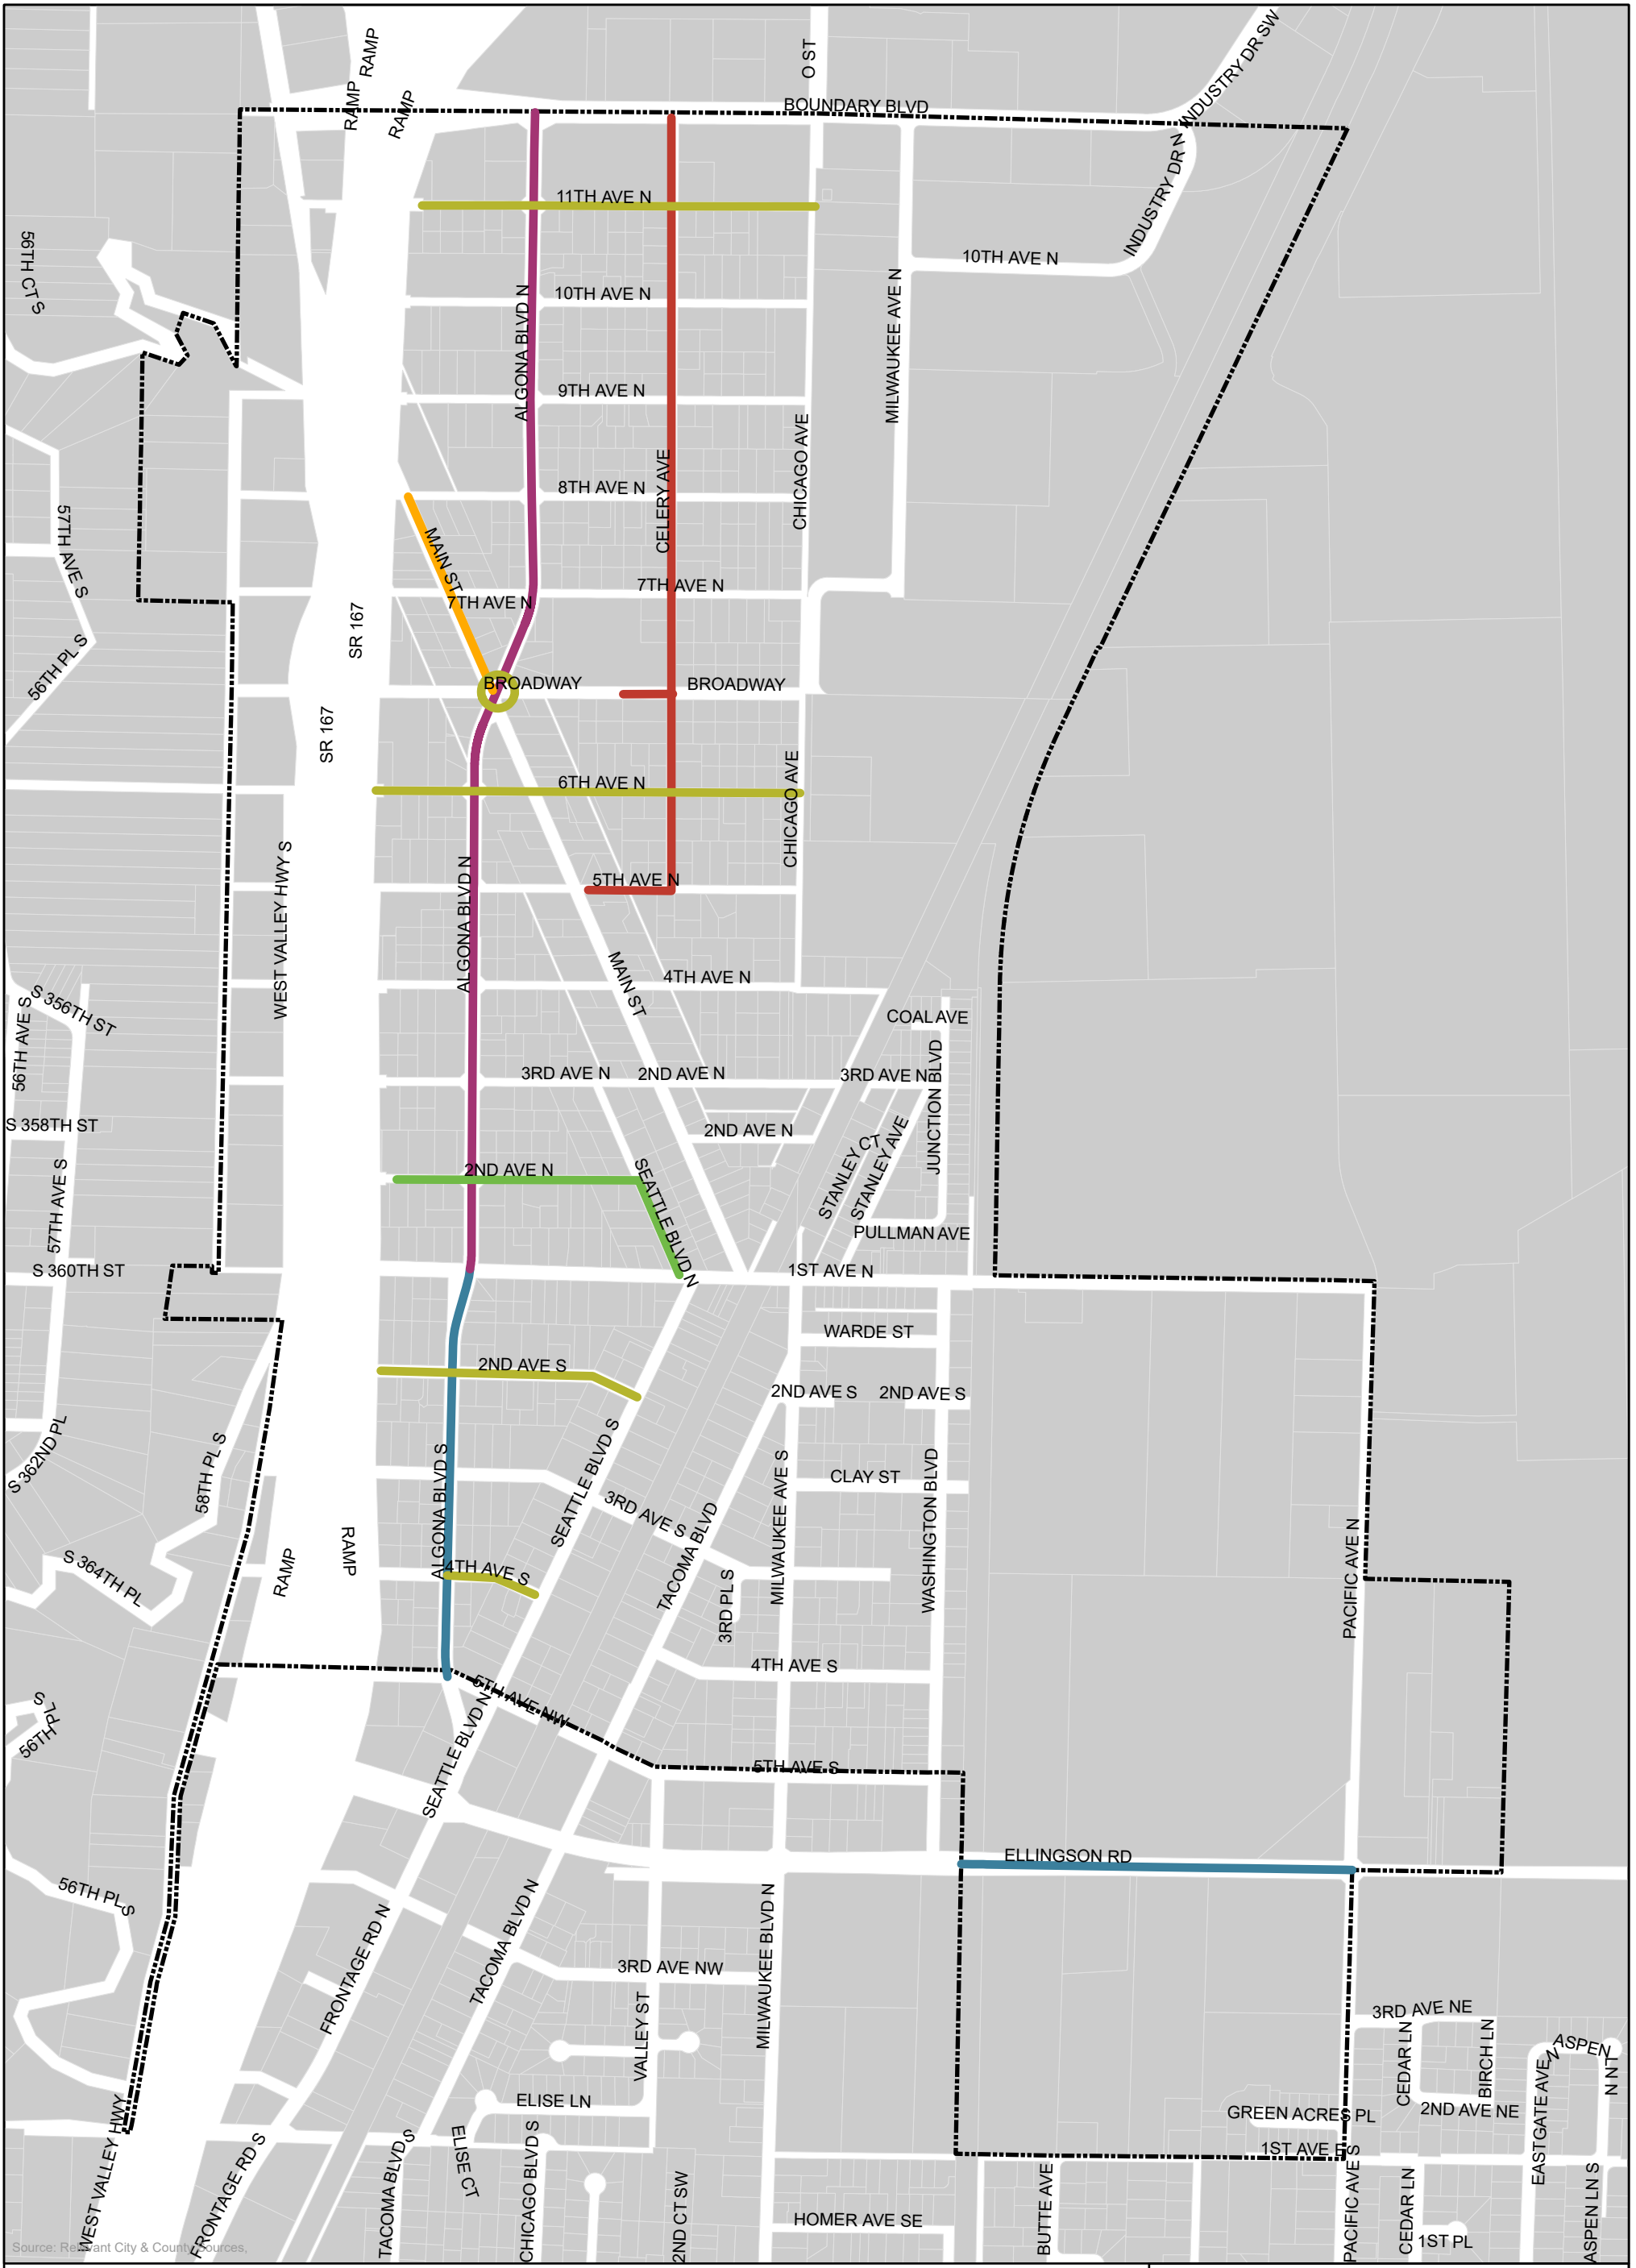 RAMP
RAMP
RAMP
O ST
INDUSTRY DR SW
BOUNDARY BLVD
11TH AVE N
INDUSTRY DR N
56TH CT S
10TH AVE N
10TH AVE N
ALGONA BLVD N
MILWAUKEE AVE N
9TH AVE N
CHICAGO AVE
8TH AVE N
CELERY AVE
57TH AVE S
MAIN ST
7TH AVE N
7TH AVE N
SR 167
56TH PL S
BROADWAY
BROADWAY
SR 167
6TH AVE N
CHICAGO AVE
WEST VALLEY HWY S
5TH AVE N
ALGONA BLVD N
MAIN ST
4TH AVE N
S 356TH ST
56TH AVE S
COAL AVE
3RD AVE N
2ND AVE N
3RD AVE N
JUNCTION BLVD
S 358TH ST
2ND AVE N
STANLEY CT
STANLEY AVE
57TH AVE S
2ND AVE N
SEATTLE BLVD N
PULLMAN AVE
S 360TH ST
1ST AVE N
WARDE ST
2ND AVE S
2ND AVE S
2ND AVE S
S 362ND PL
58TH PL S
ALGONA BLVD S
SEATTLE BLVD S
3RD AVE S
TACOMA BLVD
MILWAUKEE AVE S
CLAY ST
WASHINGTON BLVD
PACIFIC AVE N
S 364TH PL
RAMP
RAMP
4TH AVE S
3RD PL S
4TH AVE S
5TH AVE NW
SEATTLE BLVD N
56TH PL S
5TH AVE S
ELLINGSON RD
56TH PL S
FRONTAGE RD N
TACOMA BLVD N
MILWAUKEE BLVD N
3RD AVE NW
VALLEY ST
3RD AVE NE
CEDAR LN
BIRCH LN
ASPEN LN N
EASTGATE AVE N
ELISE LN
GREEN ACRES PL
2ND AVE NE
WEST VALLEY HWY
FRONTAGE RD S
TACOMA BLVD S
ELISE CT
CHICAGO BLVD S
2ND CT SW
1ST AVE E
BUTTE AVE
PACIFIC AVE S
CEDAR LN
ASPEN LN S
HOMER AVE SE
1ST PL
Source: Relevant City & County Sources,